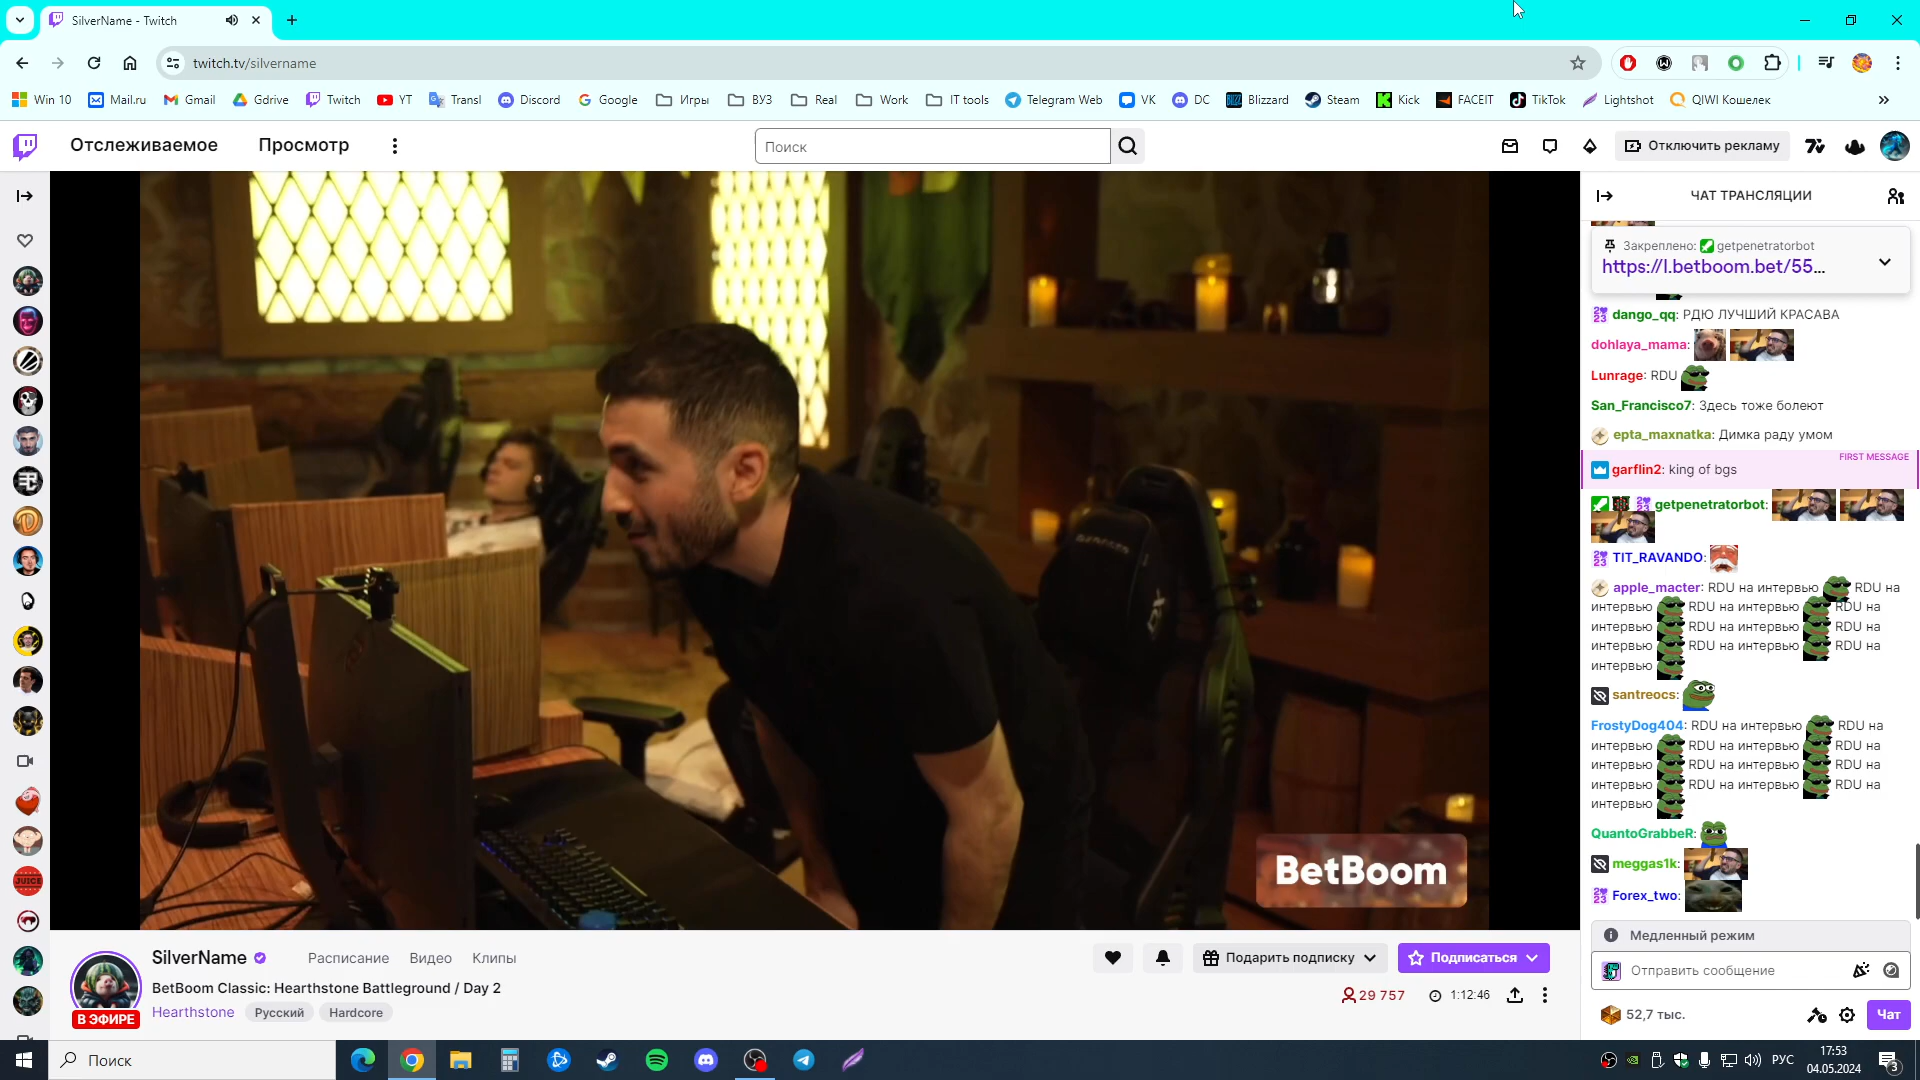 SilverName - Twitch
twitch.tv/silvername
Win 10 Mail.ru Gmail Gdrive Twitch YT Transl Discord Google Игры ВУЗ Real Work IT tools Telegram Web VK DC Blizzard Steam Kick FACEIT TikTok Lightshot QIWI Кошелек
Отслеживаемое Просмотр Поиск Отключить рекламу
ЧАТ ТРАНСЛЯЦИИ
Закреплено: getpenetratorbot
https://l.betboom.bet/55...
dango_qq: РДЮ ЛУЧШИЙ КРАСАВА
dohlaya_mama:
Lunrage: RDU
San_Francisco7: Здесь тоже болеют
epta_maxnatka: Димка раду умом
FIRST MESSAGE
garflin2: king of bgs
getpenetratorbot:
TIT_RAVANDO:
apple_macter: RDU на интервью RDU на
интервью RDU на интервью RDU на
интервью RDU на интервью RDU на
интервью RDU на интервью RDU на
интервью
santreocs:
FrostyDog404: RDU на интервью RDU на
интервью RDU на интервью RDU на
интервью RDU на интервью RDU на
интервью RDU на интервью RDU на
интервью
QuantoGrabbeR:
meggas1k:
Forex_two:
Медленный режим
Отправить сообщение
52,7 тыс.
Чат
BetBoom
SilverName Расписание Видео Клипы
Подарить подписку Подписаться
BetBoom Classic: Hearthstone Battleground / Day 2
29 757 1:12:46
Hearthstone Русский Hardcore
В ЭФИРЕ
JUICE
Поиск
РУС
17:53
04.05.2024
3